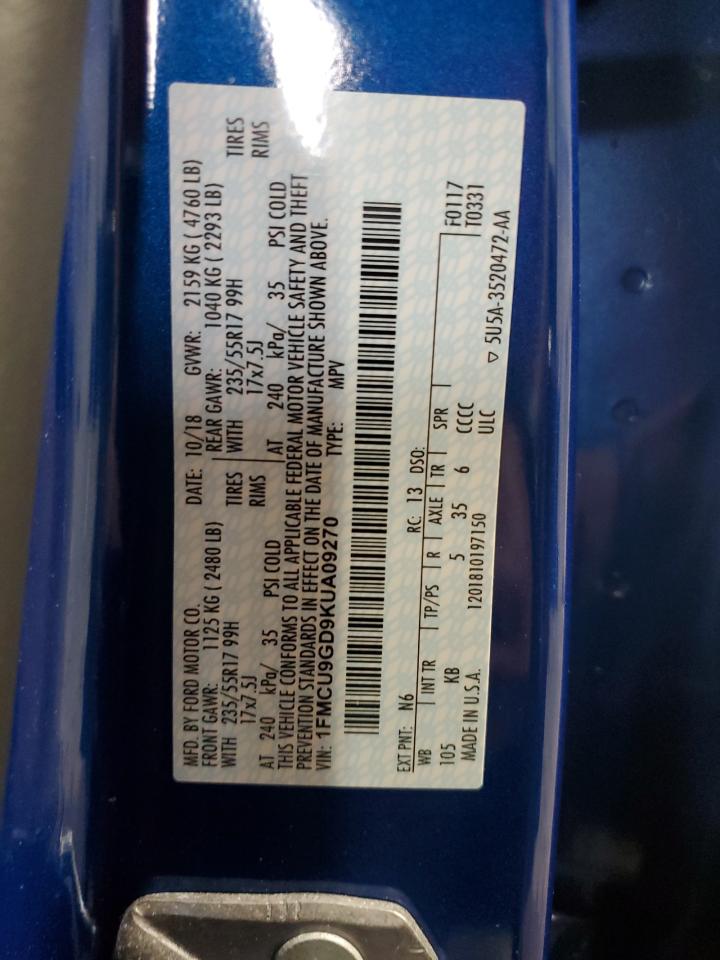 MFD. BY FORD MOTOR CO. DATE: 10/18 GVWR: 2159 KG ( 4760 LB)
FRONT GAWR: 1125 KG ( 2480 LB) REAR GAWR: 1040 KG ( 2293 LB)
WITH 235/55R17 99H TIRES WITH 235/55R17 99H TIRES
17x7.5J RIMS 17x7.5J RIMS
AT 240 kPa/ 35 PSI COLD AT 240 kPa/ 35 PSI COLD
THIS VEHICLE CONFORMS TO ALL APPLICABLE FEDERAL MOTOR VEHICLE SAFETY AND THEFT
PREVENTION STANDARDS IN EFFECT ON THE DATE OF MANUFACTURE SHOWN ABOVE.
VIN: 1FMCU9GD9KUA09270 TYPE: MPV
EXT PNT: N6 RC: 13 DSO:
WB INT TR TP/PS R AXLE TR SPR F0117
105 KB 5 35 6 CCCC T0331
MADE IN U.S.A. 1201810197150 ULC ▽ 5U5A-3520472-AA